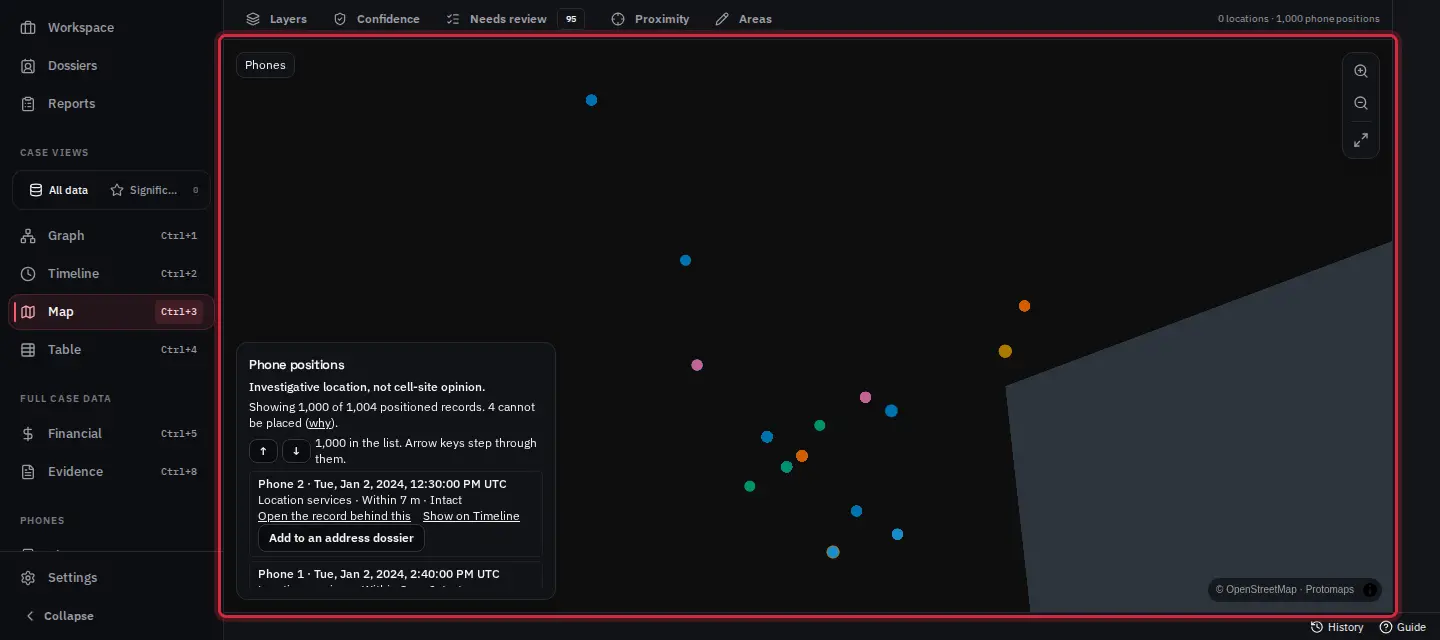 Workspace
Dossiers
Reports
CASE VIEWS
All data
Signific...
0
Graph Ctrl+1
Timeline Ctrl+2
Map Ctrl+3
Table Ctrl+4
FULL CASE DATA
Financial Ctrl+5
Evidence Ctrl+8
PHONES
Settings
Collapse
Layers
Confidence
Needs review 95
Proximity
Areas
0 locations · 1,000 phone positions
Phones
Phone positions
Investigative location, not cell-site opinion.
Showing 1,000 of 1,004 positioned records. 4 cannot
be placed (why).
↑ ↓ 1,000 in the list. Arrow keys step through
them.
Phone 2 · Tue, Jan 2, 2024, 12:30:00 PM UTC
Location services · Within 7 m · Intact
Open the record behind this Show on Timeline
Add to an address dossier
Phone 1 · Tue, Jan 2, 2024, 2:40:00 PM UTC
© OpenStreetMap · Protomaps
History
Guide